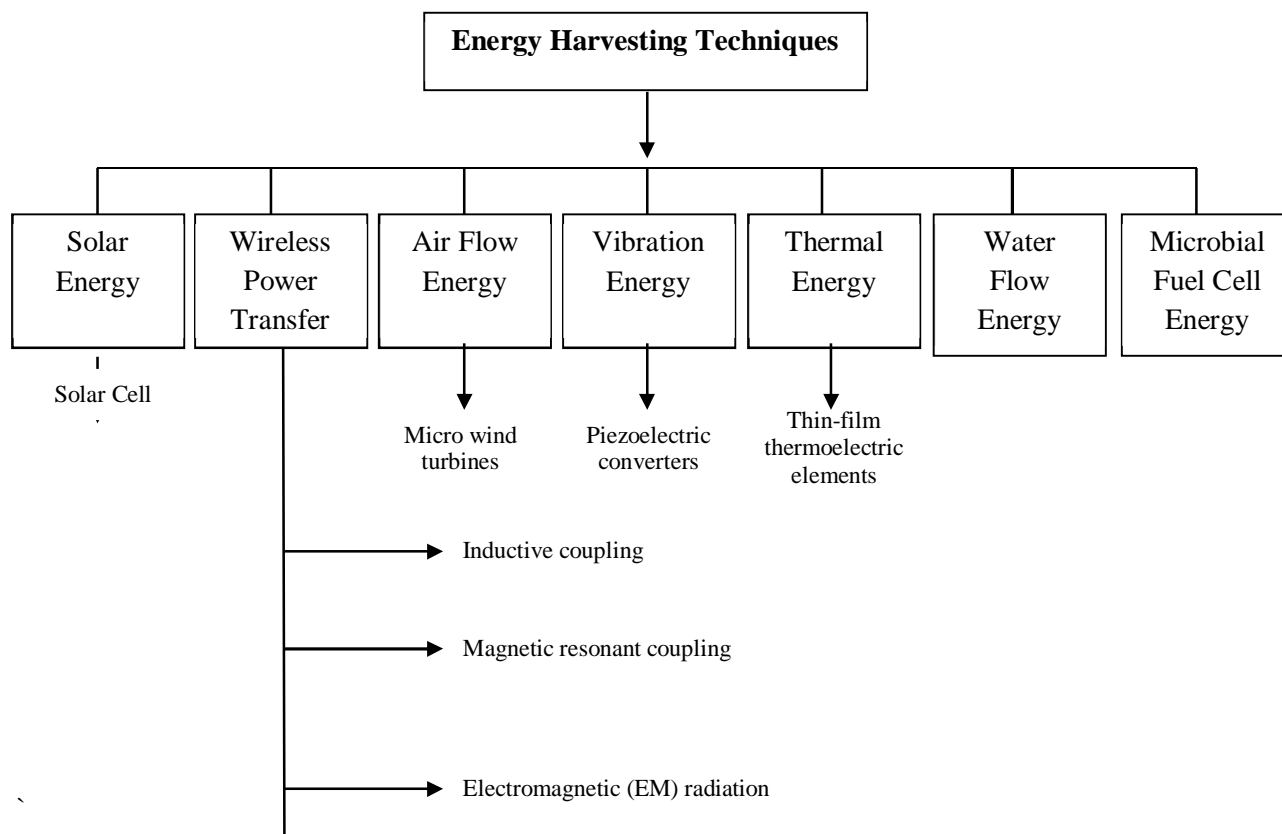 Energy Harvesting Techniques
Solar
Energy
Wireless
Power
Transfer
Air Flow
Energy
Vibration
Energy
Thermal
Energy
Water
Flow
Energy
Microbial
Fuel Cell
Energy
Solar Cell
Micro wind
turbines
Piezoelectric
converters
Thin-film
thermoelectric
elements
Inductive coupling
Magnetic resonant coupling
Electromagnetic (EM) radiation
`